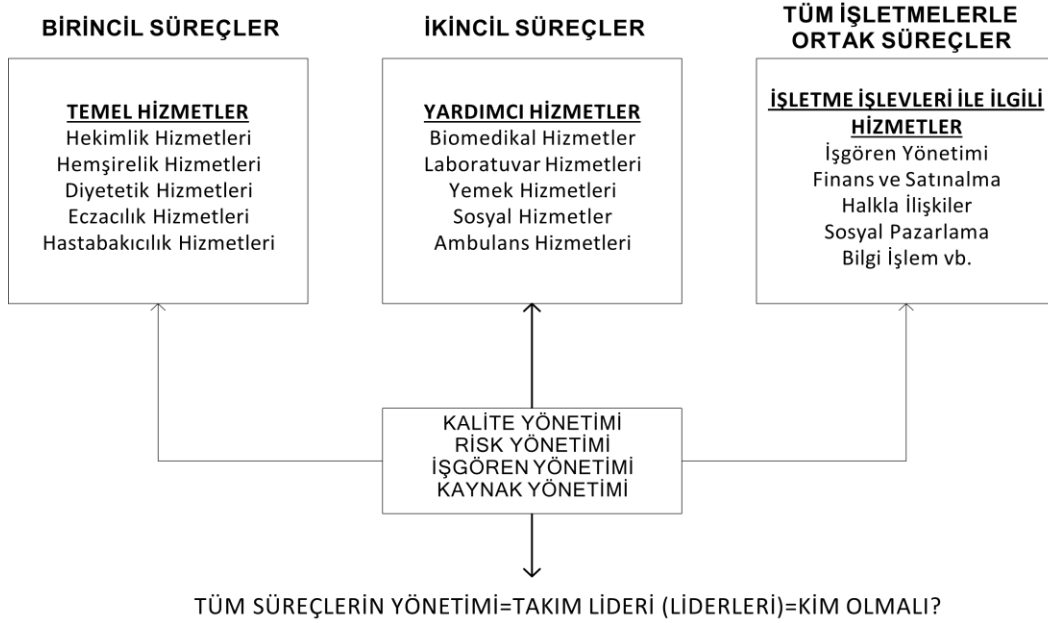 BİRİNCİL SÜREÇLER
TEMEL HİZMETLER
Hekimlik Hizmetleri
Hemşirelik Hizmetleri
Diyetetik Hizmetleri
Eczacılık Hizmetleri
Hastabakıcılık Hizmetleri
İKİNCİL SÜREÇLER
YARDIMCI HİZMETLER
Biomedikal Hizmetler
Laboratuvar Hizmetleri
Yemek Hizmetleri
Sosyal Hizmetler
Ambulans Hizmetleri
TÜM İŞLETMELERLE
ORTAK SÜREÇLER
İŞLETME İŞLEVLERİ İLE İLGİLİ
HİZMETLER
İşgören Yönetimi
Finans ve Satınalma
Halkla İlişkiler
Sosyal Pazarlama
Bilgi İşlem vb.
KALİTE YÖNETİMİ
RİSK YÖNETİMİ
İŞGÖREN YÖNETİMİ
KAYNAK YÖNETİMİ
TÜM SÜREÇLERİN YÖNETİMİ=TAKIM LİDERİ (LİDERLERİ)=KİM OLMALI?